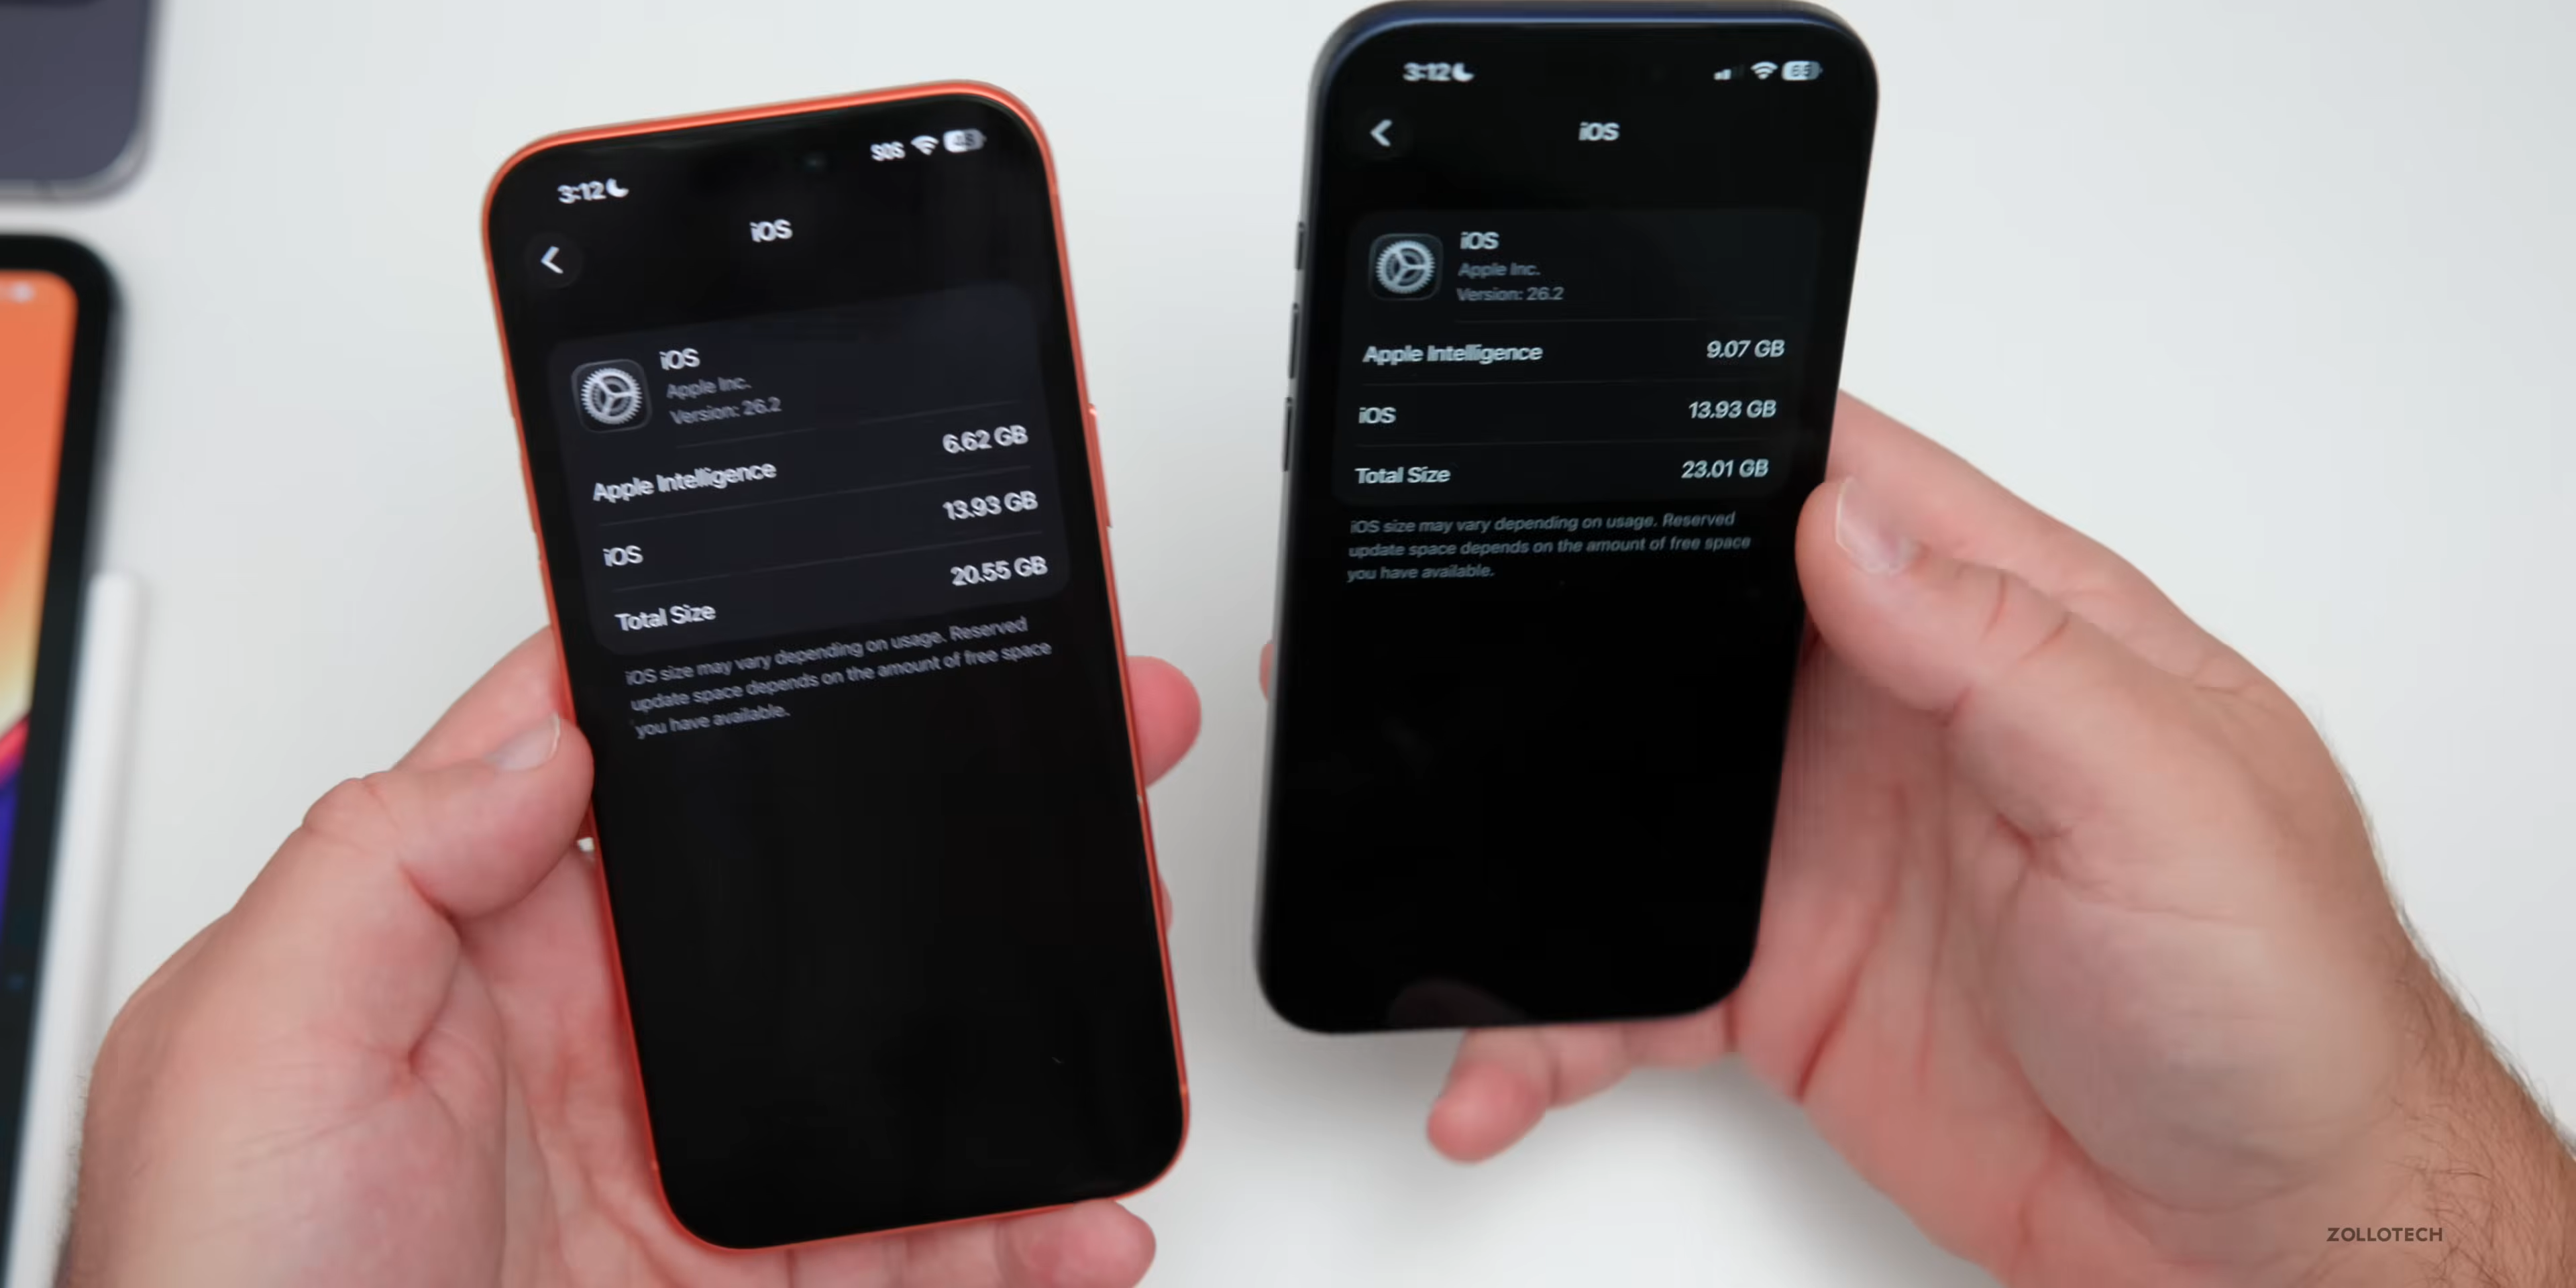 3:12
SOS 48
iOS
iOS
Apple Inc.
Version: 26.2
Apple Intelligence 6.62 GB
iOS 13.93 GB
Total Size 20.55 GB
iOS size may vary depending on usage. Reserved
update space depends on the amount of free space
you have available.
3:12
iOS
iOS
Apple Inc.
Version: 26.2
Apple Intelligence 9.07 GB
iOS 13.93 GB
Total Size 23.01 GB
iOS size may vary depending on usage. Reserved
update space depends on the amount of free space
you have available.
ZOLLOTECH